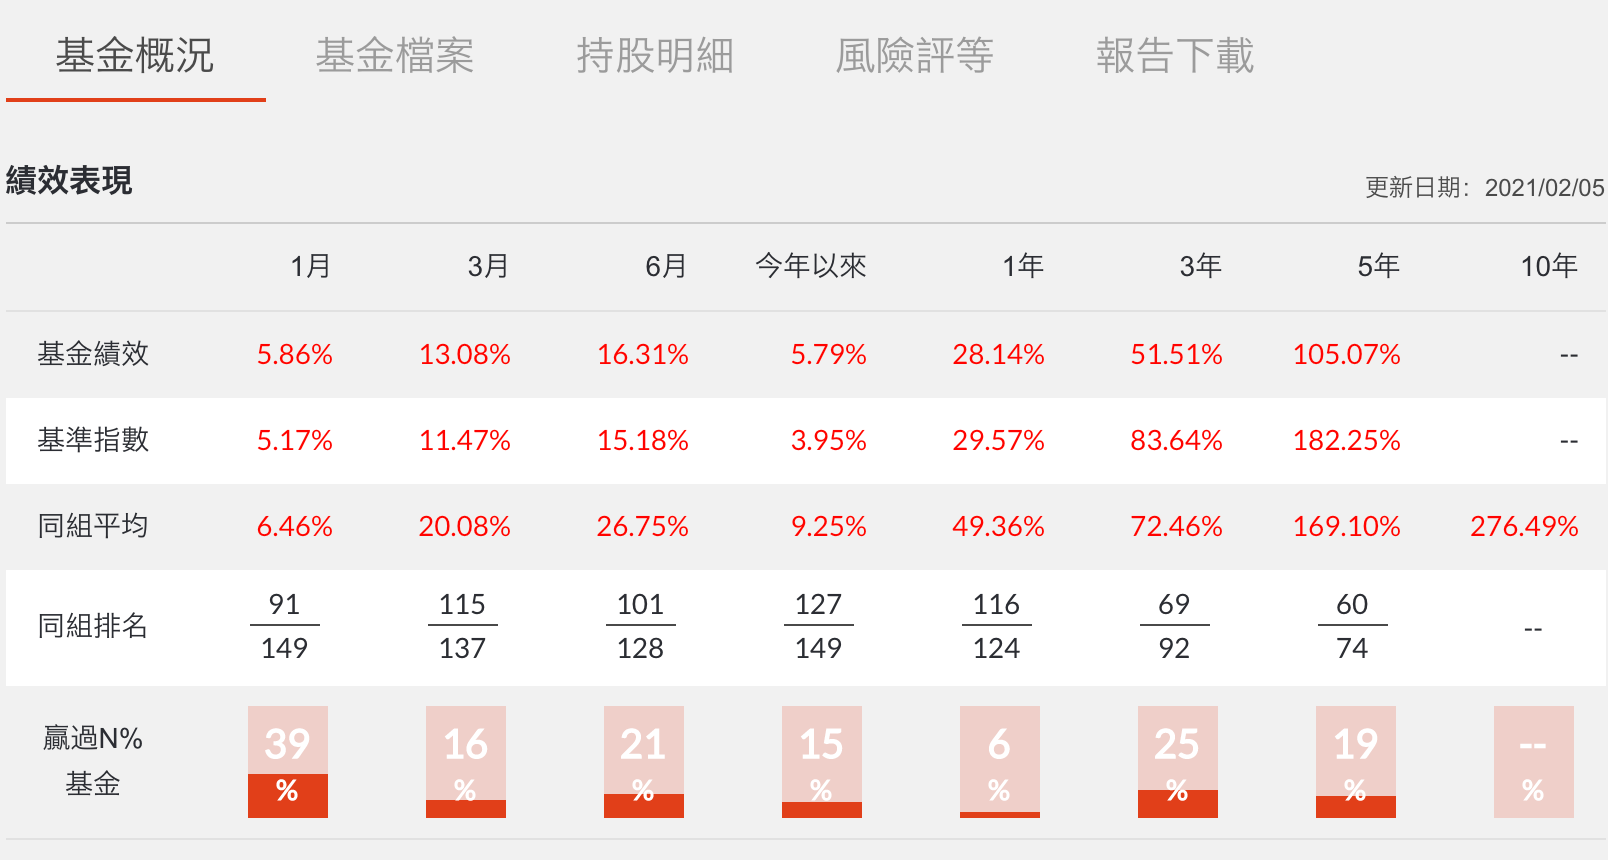 基金概況 基金檔案 持股明細 風險評等 報告下載
績效表現 更新日期：2021/02/05
1月 3月 6月 今年以來 1年 3年 5年 10年
基金績效 5.86% 13.08% 16.31% 5.79% 28.14% 51.51% 105.07% --
基準指數 5.17% 11.47% 15.18% 3.95% 29.57% 83.64% 182.25% --
同組平均 6.46% 20.08% 26.75% 9.25% 49.36% 72.46% 169.10% 276.49%
91 115 101 127 116 69 60
同組排名 --
149 137 128 149 124 92 74
贏過N% 39 16 21 15 6 25 19 --
基金 % % % % % % % %